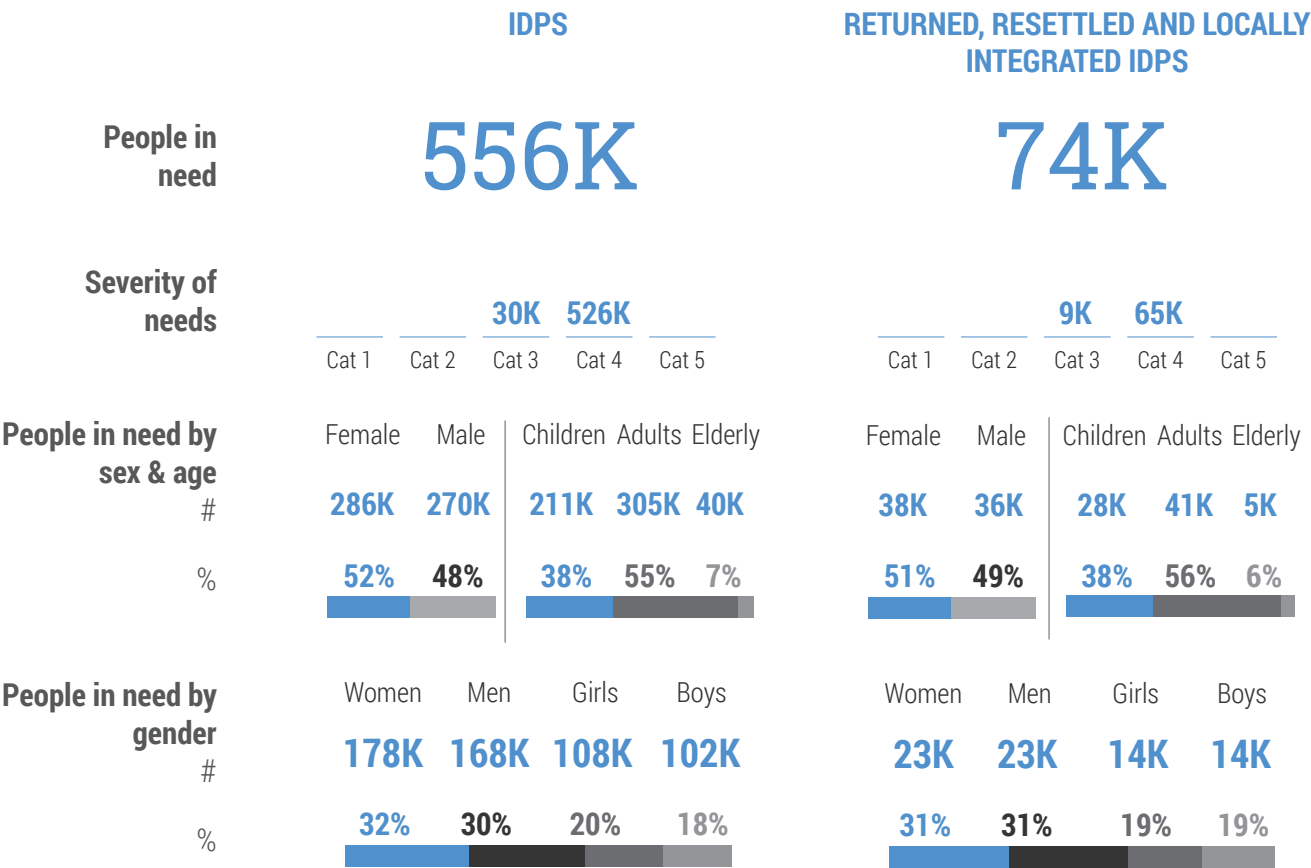 IDPS
RETURNED, RESETTLED AND LOCALLY
INTEGRATED IDPS
People in
need
556K
74K
Severity of
needs
30K 526K
Cat 1 Cat 2 Cat 3 Cat 4 Cat 5
9K 65K
Cat 1 Cat 2 Cat 3 Cat 4 Cat 5
People in need by
sex & age
#
%
Female Male Children Adults Elderly
286K 270K 211K 305K 40K
52% 48% 38% 55% 7%
Female Male Children Adults Elderly
38K 36K 28K 41K 5K
51% 49% 38% 56% 6%
People in need by
gender
#
%
Women Men Girls Boys
178K 168K 108K 102K
32% 30% 20% 18%
Women Men Girls Boys
23K 23K 14K 14K
31% 31% 19% 19%